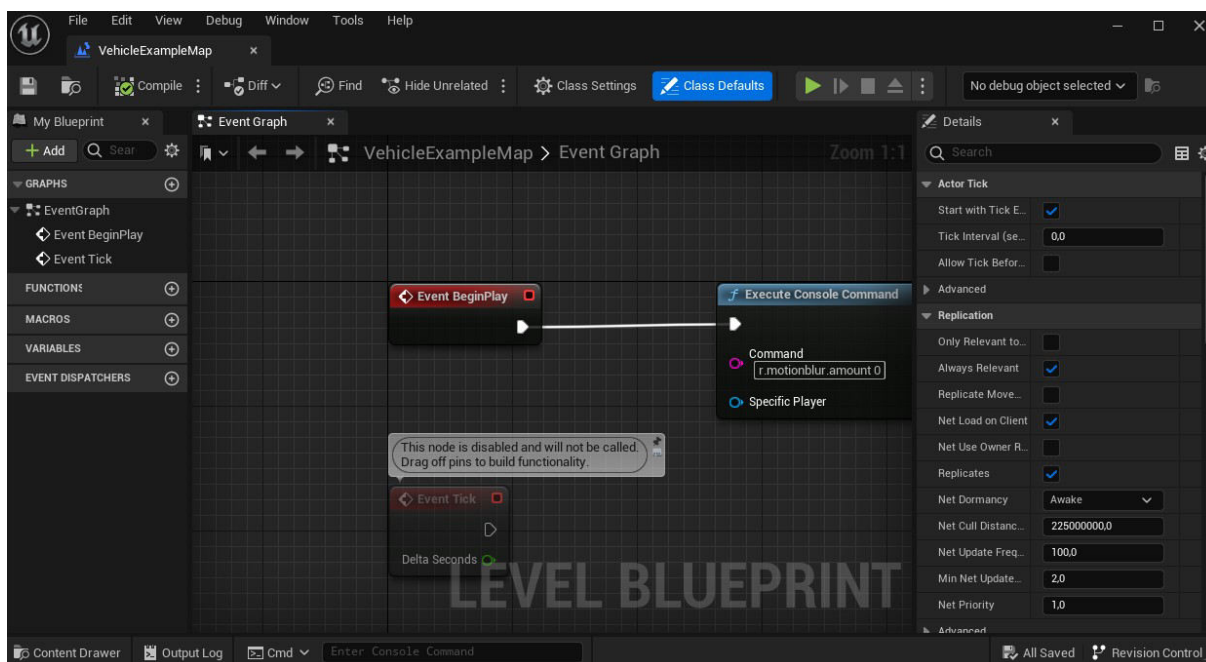 File Edit View Debug Window Tools Help
VehicleExampleMap
Compile Diff Find Hide Unrelated Class Settings Class Defaults No debug object selected
My Blueprint
Event Graph
Details
Add Sear
VehicleExampleMap > Event Graph Zoom 1:1
Search
GRAPHS
EventGraph
Event BeginPlay
Event Tick
FUNCTIONS
MACROS
VARIABLES
EVENT DISPATCHERS
Event BeginPlay
Execute Console Command
Command
r.motionblur.amount 0
Specific Player
This node is disabled and will not be called.
Drag off pins to build functionality.
Event Tick
Delta Seconds
LEVEL BLUEPRINT
Actor Tick
Start with Tick E...
Tick Interval (se... 0,0
Allow Tick Befor...
Advanced
Replication
Only Relevant to...
Always Relevant
Replicate Move...
Net Load on Client
Net Use Owner R...
Replicates
Net Dormancy Awake
Net Cull Distanc... 225000000,0
Net Update Freq... 100,0
Min Net Update... 2,0
Net Priority 1,0
Advanced
Content Drawer Output Log Cmd Enter Console Command All Saved Revision Control